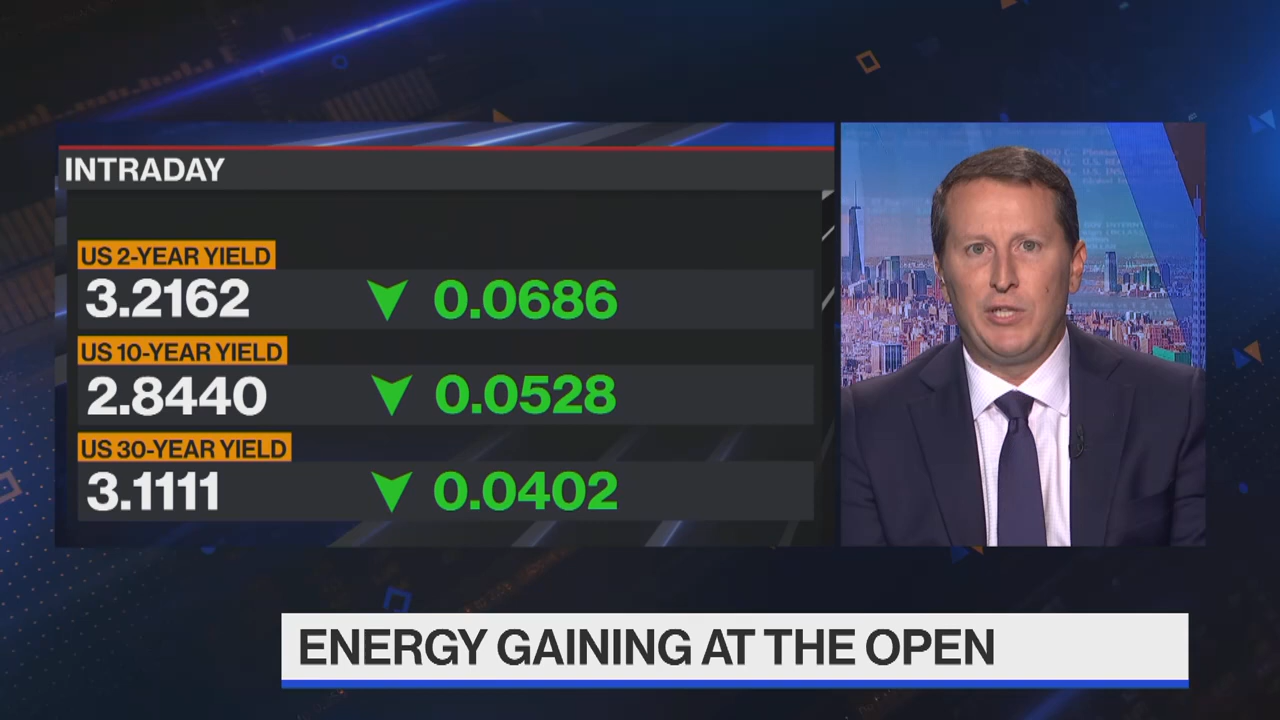 INTRADAY
US 2-YEAR YIELD
3.2162 ▼ 0.0686
US 10-YEAR YIELD
2.8440 ▼ 0.0528
US 30-YEAR YIELD
3.1111 ▼ 0.0402
ENERGY GAINING AT THE OPEN